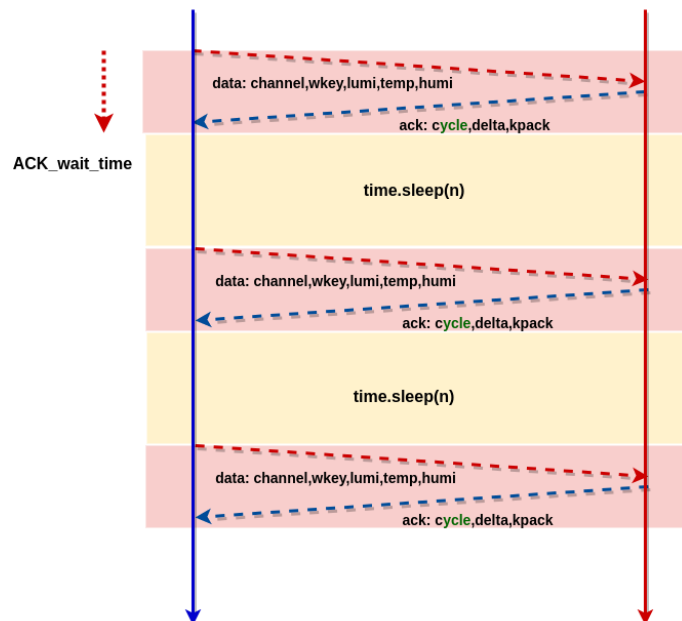 data: channel,wkey,lumi,temp,humi
ack: cycle,delta,kpack
ACK_wait_time
time.sleep(n)
data: channel,wkey,lumi,temp,humi
ack: cycle,delta,kpack
time.sleep(n)
data: channel,wkey,lumi,temp,humi
ack: cycle,delta,kpack